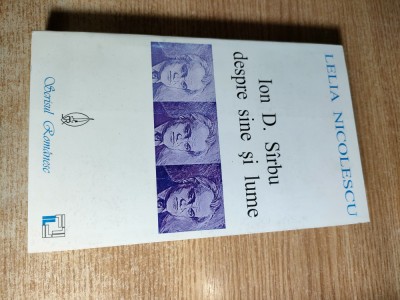 LELIA NICOLESCU
Ion D. Sîrbu
despre sine și lume
Scrisul Românesc